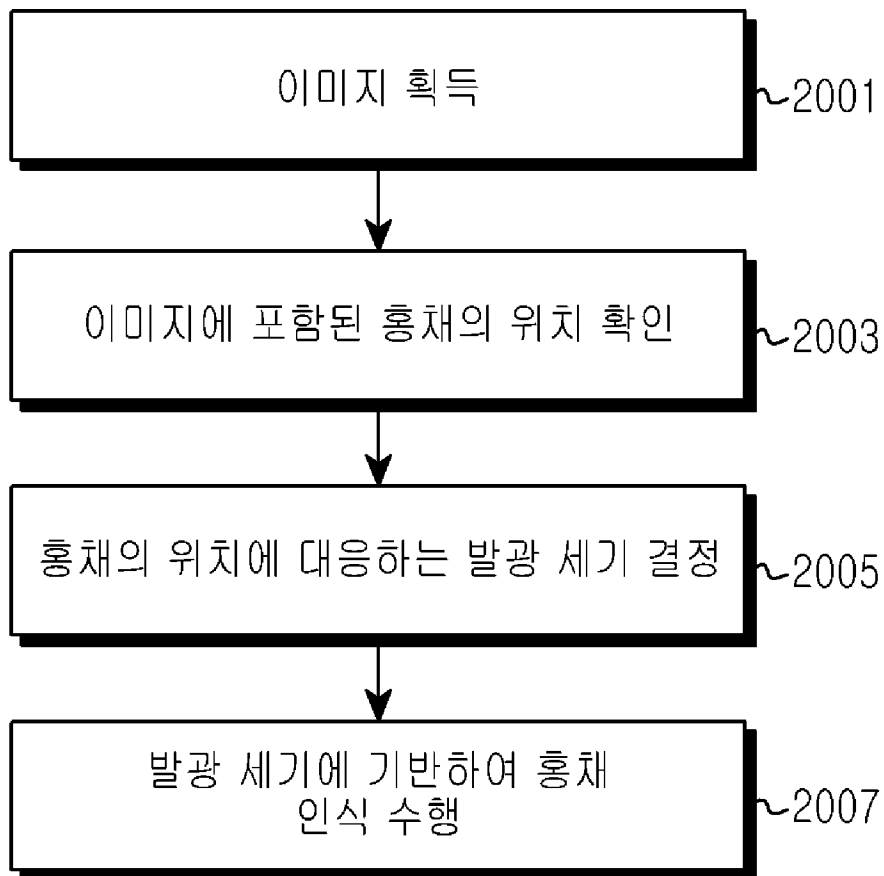 이미지 획득
2001
이미지에 포함된 홍채의 위치 확인
2003
홍채의 위치에 대응하는 발광 세기 결정
2005
발광 세기에 기반하여 홍채
인식 수행
2007